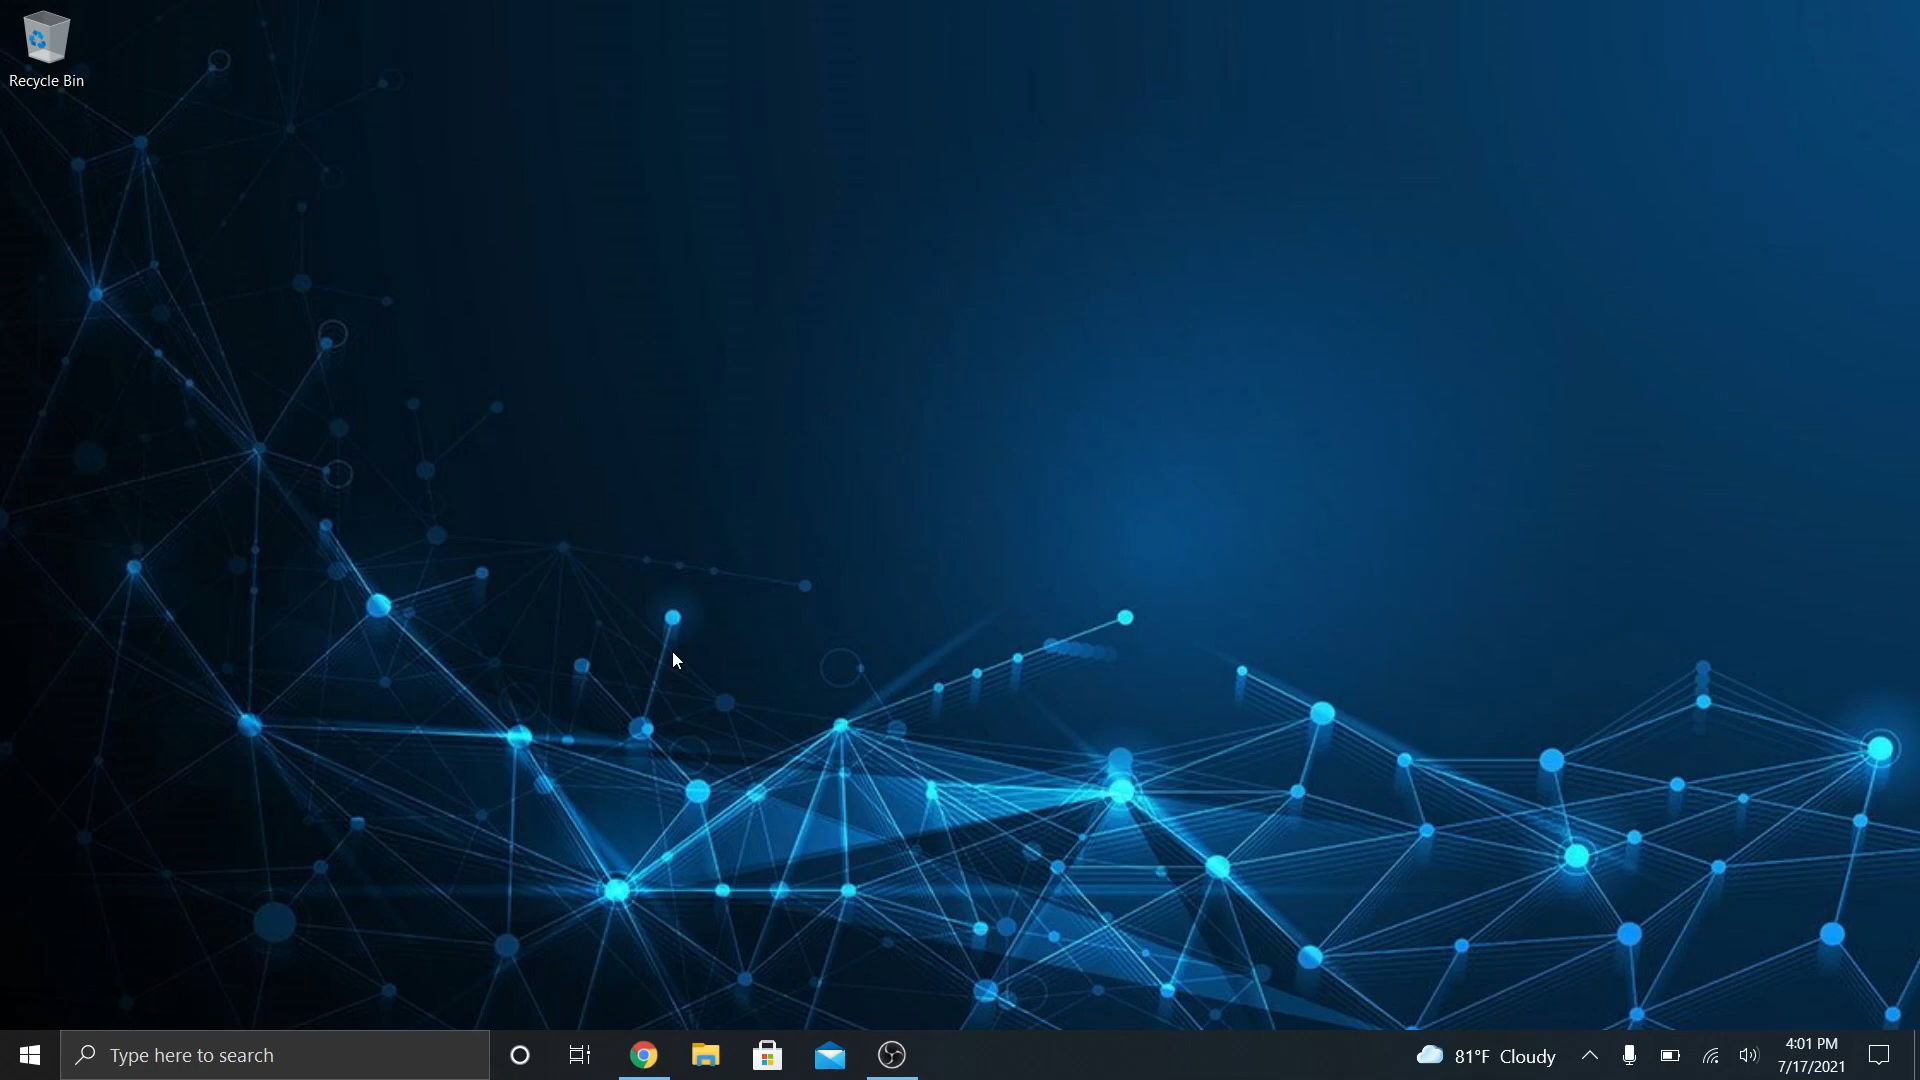 Recycle Bin
Type here to search
81°F Cloudy
4:01 PM
7/17/2021